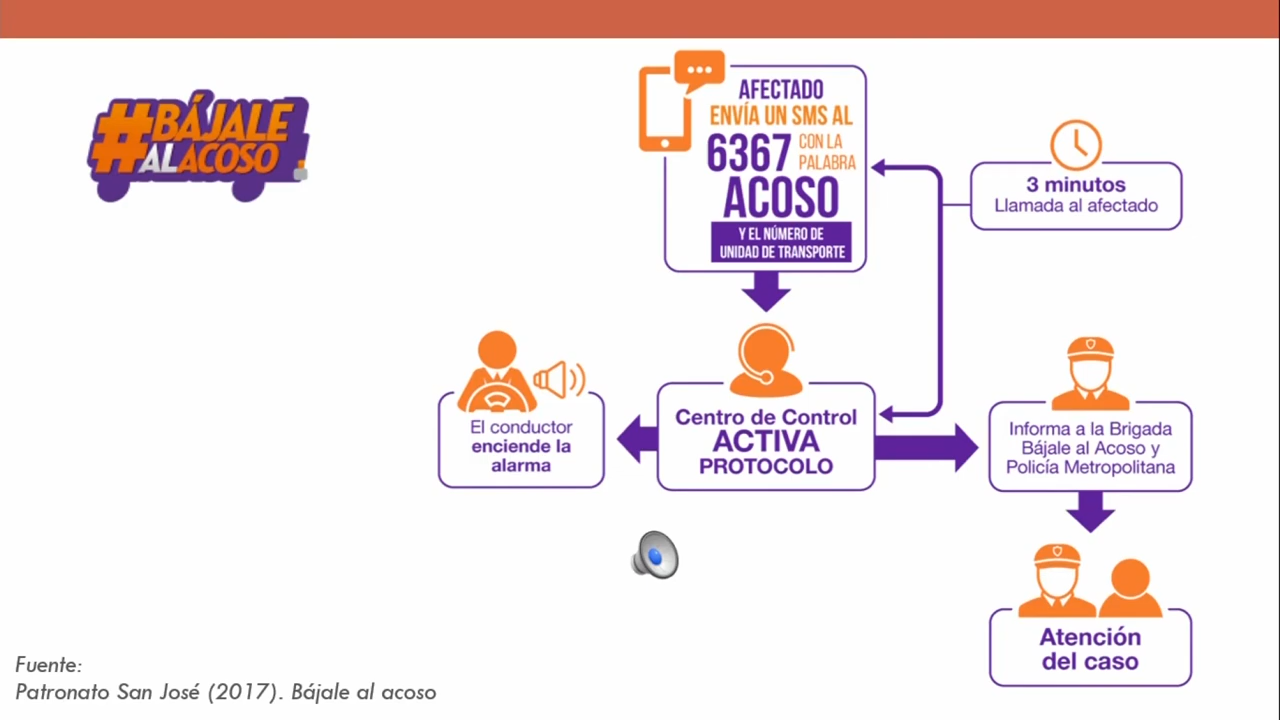 #BÁJALE
ALACOSO
AFECTADO
ENVÍA UN SMS AL
6367 CON LA
PALABRA
ACOSO
Y EL NÚMERO DE
UNIDAD DE TRANSPORTE
3 minutos
Llamada al afectado
El conductor
enciende la
alarma
Centro de Control
ACTIVA
PROTOCOLO
Informa a la Brigada
Bájale al Acoso y
Policía Metropolitana
Atención
del caso
Fuente:
Patronato San José (2017). Bájale al acoso